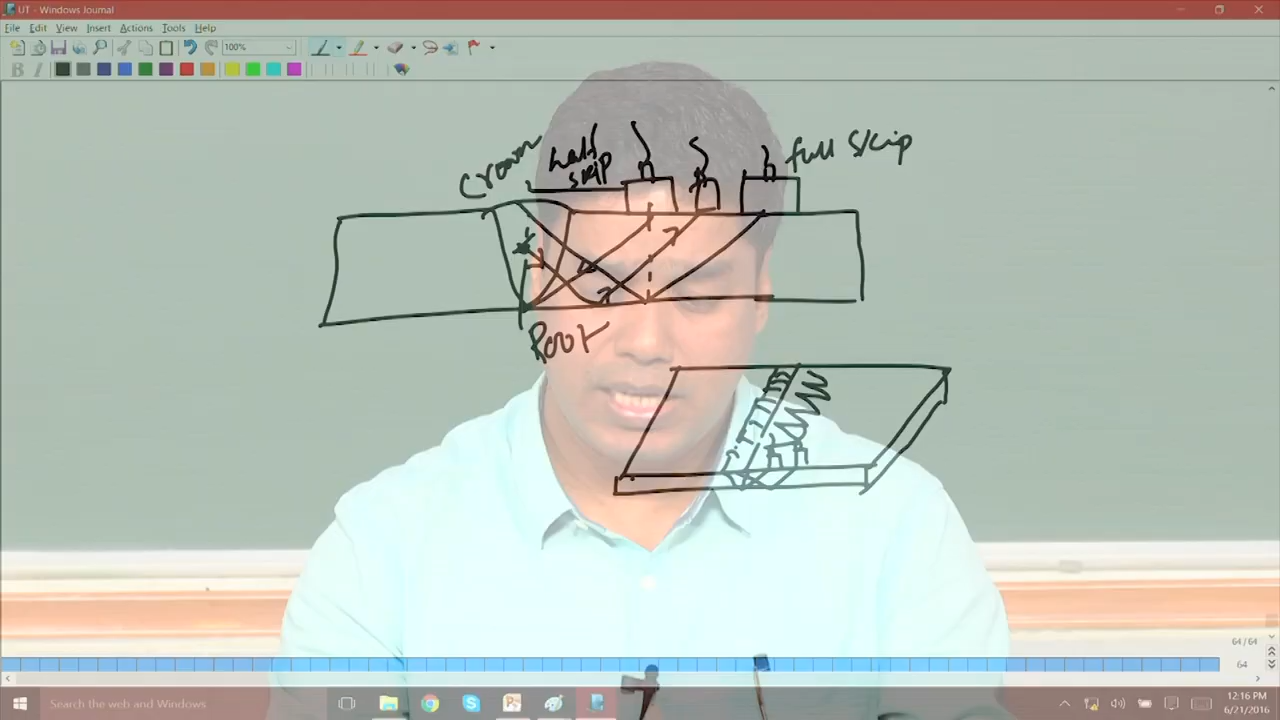 UT - Windows Journal
File Edit View Insert Actions Tools Help
100%
B I
Crown
half
skip
full skip
Root
64 / 64
64
Search the web and Windows
12:16 PM
6/21/2016